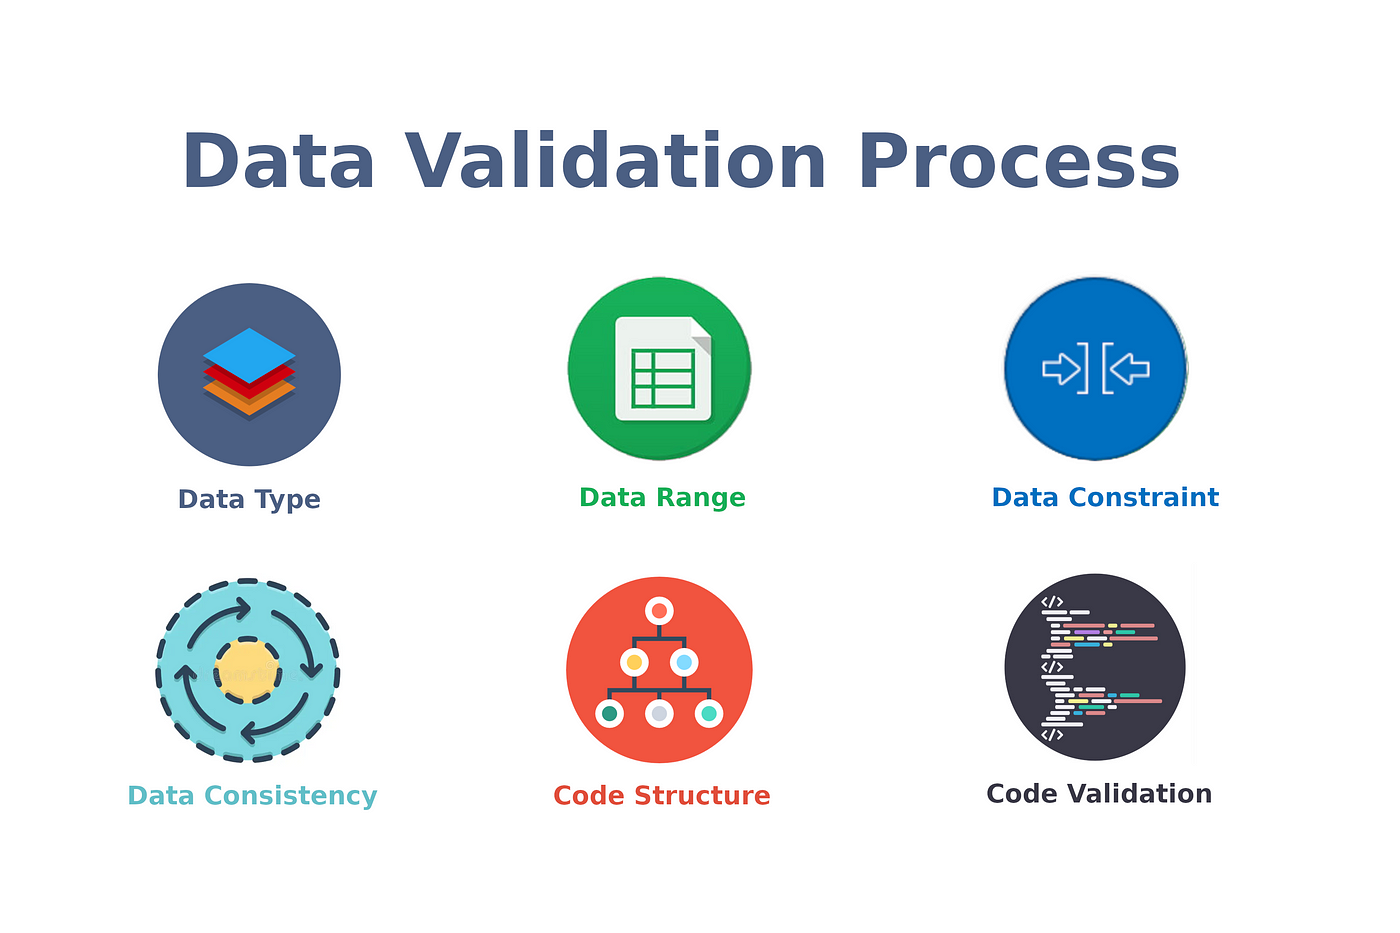 Data Validation Process
Data Type
Data Range
Data Constraint
</>
</>
</>
Data Consistency
Code Structure
Code Validation